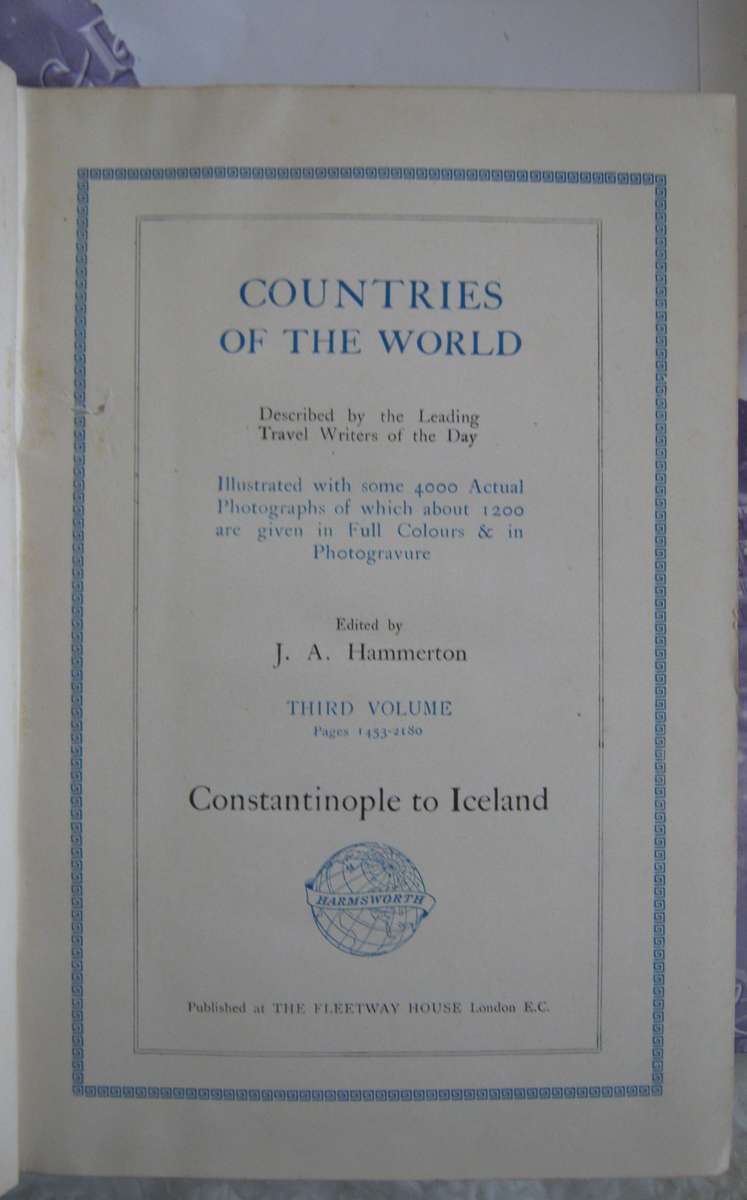 COUNTRIES
OF THE WORLD
Described by the Leading
Travel Writers of the Day
Illustrated with some 4000 Actual
Photographs of which about 1200
are given in Full Colours & in
Photogravure
Edited by
J. A. Hammerton
THIRD VOLUME
Pages 1453-2180
Constantinople to Iceland
HARMSWORTH
Published at THE FLEETWAY HOUSE London E.C.